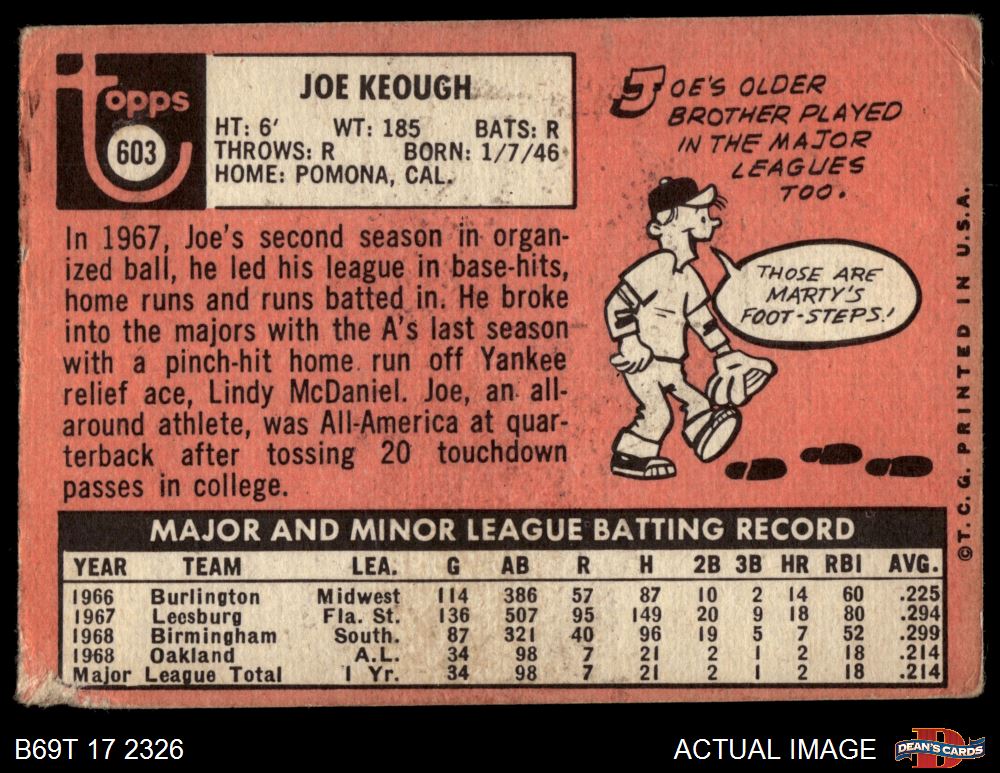 Topps
603
JOE KEOUGH
HT: 6' WT: 185 BATS: R
THROWS: R BORN: 1/7/46
HOME: POMONA, CAL.
JOE'S OLDER
BROTHER PLAYED
IN THE MAJOR
LEAGUES
TOO.
THOSE ARE
MARTY'S
FOOT-STEPS!
In 1967, Joe's second season in organ-
ized ball, he led his league in base-hits,
home runs and runs batted in. He broke
into the majors with the A's last season
with a pinch-hit home run off Yankee
relief ace, Lindy McDaniel. Joe, an all-
around athlete, was All-America at quar-
terback after tossing 20 touchdown
passes in college.
©T.C.G. PRINTED IN U.S.A.
MAJOR AND MINOR LEAGUE BATTING RECORD
YEAR TEAM LEA. G AB R H 2B 3B HR RBI AVG.
1966 Burlington Midwest 114 386 57 87 10 2 14 60 .225
1967 Leesburg Fla. St. 136 507 95 149 20 9 18 80 .294
1968 Birmingham South. 87 321 40 96 19 5 7 52 .299
1968 Oakland A.L. 34 98 7 21 2 1 2 18 .214
Major League Total 1 Yr. 34 98 7 21 2 1 2 18 .214
B69T 17 2326
ACTUAL IMAGE
DEAN'S CARDS